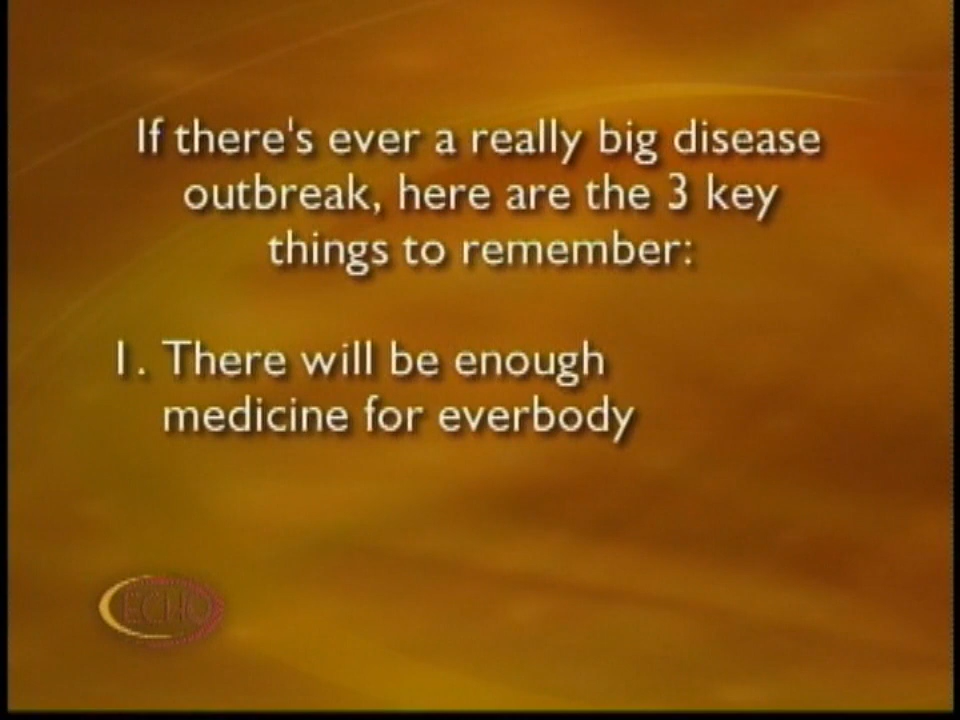 If there's ever a really big disease
outbreak, here are the 3 key
things to remember:
1. There will be enough
medicine for everbody
ECHO